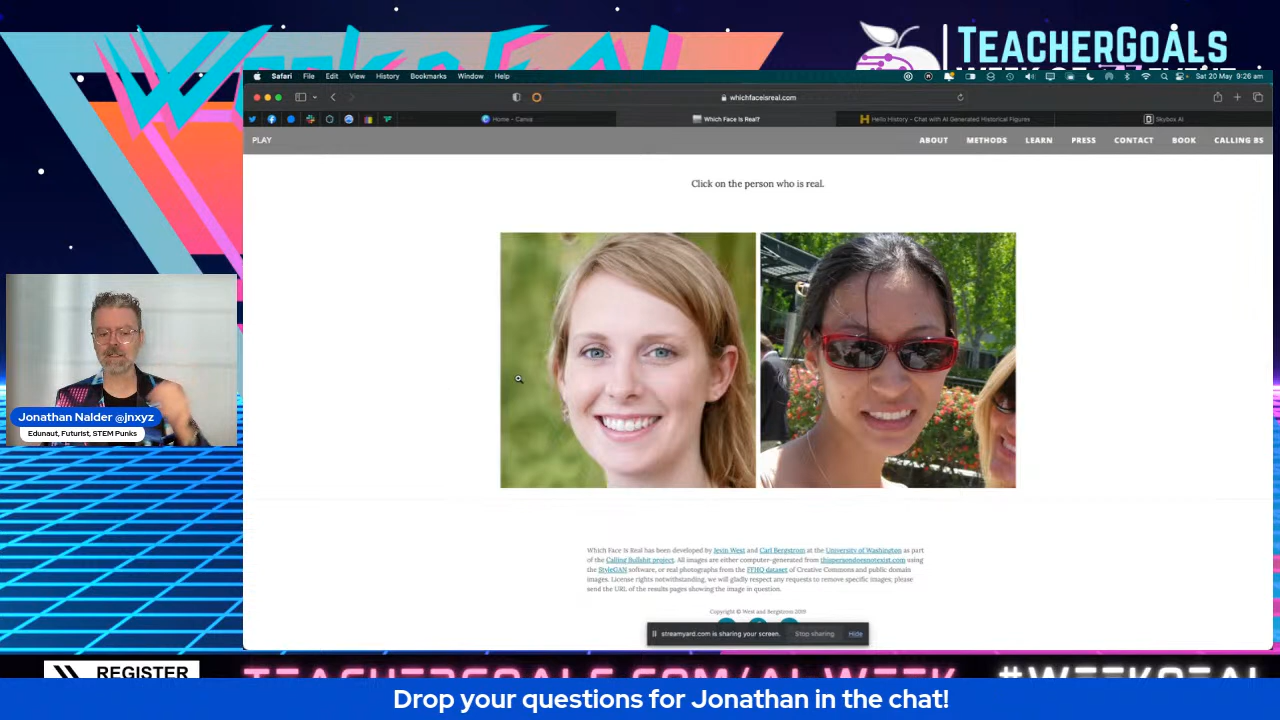 TEACHERGOALS
Safari File Edit View History Bookmarks Window Help
Sat 20 May 9:26 am
whichfaceisreal.com
Home - Canva
Which Face Is Real?
Hello History - Chat with AI Generated Historical Figures
Skybox AI
PLAY
ABOUT METHODS LEARN PRESS CONTACT BOOK CALLING BS
Click on the person who is real.
Jonathan Nalder @jnxyz
Edunaut, Futurist, STEM Punks
Which Face Is Real has been developed by Jevin West and Carl Bergstrom at the University of Washington as part
of the Calling Bullshit project. All images are either computer-generated from thispersondoesnotexist.com using
the StyleGAN software, or real photographs from the FFHQ dataset of Creative Commons and public domain
images. License rights notwithstanding, we will gladly respect any requests to remove specific images; please
send the URL of the results pages showing the image in question.
Copyright © West and Bergstrom 2019
streamyard.com is sharing your screen. Stop sharing Hide
REGISTER
TEACHERGOALS.COM/AI-WEEK
#WEEKOFAI
Drop your questions for Jonathan in the chat!